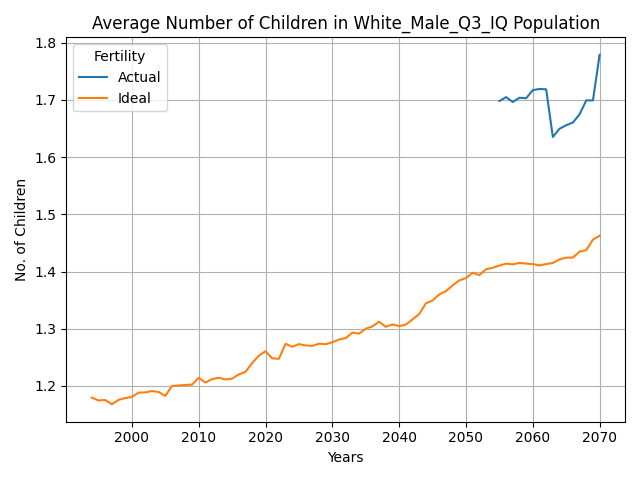 Average Number of Children in White_Male_Q3_IQ Population
Fertility
Actual
Ideal
No. of Children
1.8
1.7
1.6
1.5
1.4
1.3
1.2
2000 2010 2020 2030 2040 2050 2060 2070
Years